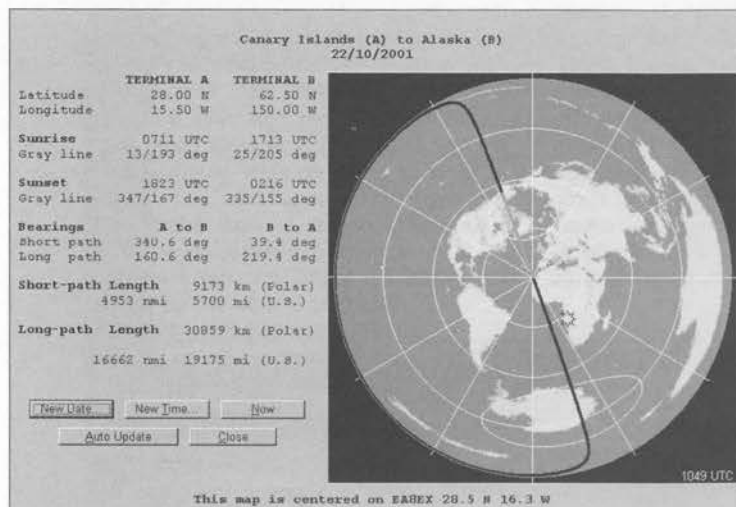 Canary Islands (A) to Alaska (B)
22/10/2001
TERMINAL A TERMINAL B
Latitude 28.00 N 62.50 N
Longitude 15.50 W 150.00 W
Sunrise 0711 UTC 1713 UTC
Gray line 13/193 deg 25/205 deg
Sunset 1823 UTC 0216 UTC
Gray line 347/167 deg 335/155 deg
Bearings A to B B to A
Short path 340.6 deg 39.4 deg
Long path 160.6 deg 219.4 deg
Short-path Length 9173 km (Polar)
4953 nmi 5700 mi (U.S.)
Long-path Length 30859 km (Polar)
16662 nmi 19175 mi (U.S.)
New Date... New Time... Now
Auto Update Close
1049 UTC
This map is centered on EA8EX 28.5 N 16.3 W